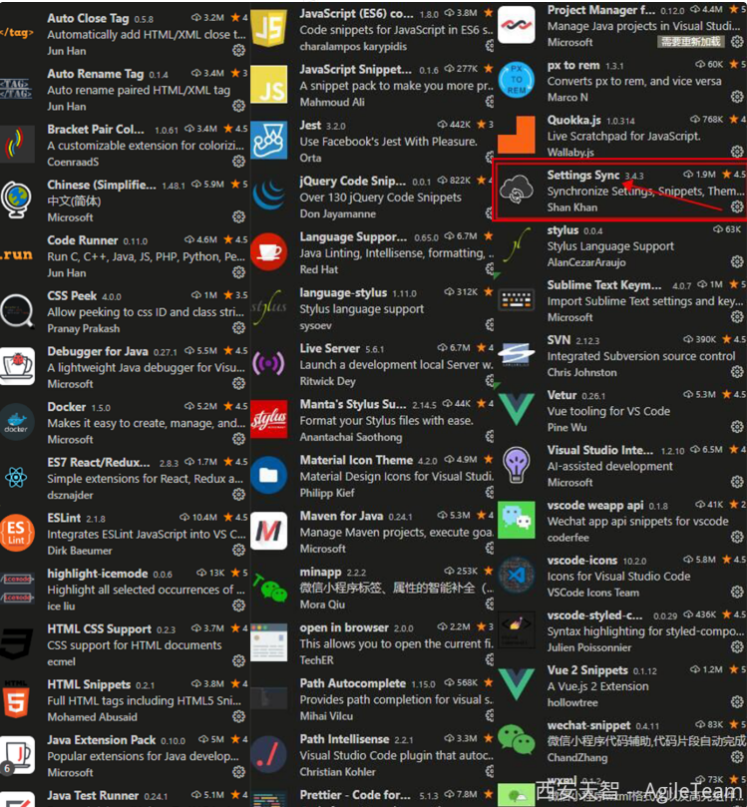 Auto Close Tag 0.5.8 3.2M 4
Automatically add HTML/XML close t...
Jun Han
Auto Rename Tag 0.1.4 3.4M 3
Auto rename paired HTML/XML tag
Jun Han
Bracket Pair Col... 1.0.61 3.4M 4.5
A customizable extension for colorizi...
CoenraadS
Chinese (Simplifie... 1.48.1 5.9M 5
中文(简体)
Microsoft
.run
Code Runner 0.11.0 4.6M 4.5
Run C, C++, Java, JS, PHP, Python, Pe...
Jun Han
CSS Peek 4.0.0 1M 3.5
Allow peeking to css ID and class stri...
Pranay Prakash
Debugger for Java 0.27.1 5.5M 4.5
A lightweight Java debugger for Visu...
Microsoft
docker
Docker 1.5.0 5.2M 4.5
Makes it easy to create, manage, and...
Microsoft
ES7 React/Redux... 2.8.3 1.7M 4.5
Simple extensions for React, Redux a...
dsznajder
ES
Lint
ESLint 2.1.8 10.4M 4.5
Integrates ESLint JavaScript into VS C...
Dirk Baeumer
highlight-icemode 0.0.6 13K 5
Highlight all selected occurrences of ...
ice liu
HTML CSS Support 0.2.3 3.7M 4
CSS support for HTML documents
ecmel
HTML
5
HTML Snippets 0.2.1 3.8M 4
Full HTML tags including HTML5 Sni...
Mohamed Abusaid
6
Java Extension Pack 0.10.0 5M 4
Popular extensions for Java develop...
Microsoft
Java Test Runner 0.24.1 5.1M 4
JS
JavaScript (ES6) co... 1.8.0 3.8M
Code snippets for JavaScript in ES6 s...
charalampos karypidis
JS
JavaScript Snippet... 0.1.6 277K
A snippet pack to make you more pr...
Mahmoud Ali
Jest 3.2.0 442K 3
Use Facebook's Jest With Pleasure.
Orta
jQuery Code Snip... 0.0.1 822K 4
Over 130 jQuery Code Snippets
Don Jayamanne
Language Suppor... 0.65.0 6.7M
Java Linting, Intellisense, formatting, ...
Red Hat
stylus
language-stylus 1.11.0 312K
Stylus language support
sysoev
Live Server 5.6.1 6.7M 4
Launch a development local Server w...
Ritwick Dey
stylus
Manta's Stylus Su... 2.14.5 44K 4
Format your Stylus files with ease.
Anantachai Saothong
Material Icon Theme 4.2.0 4.9M
Material Design Icons for Visual Studi...
Philipp Kief
M
Maven for Java 0.24.1 5.3M 4
Manage Maven projects, execute goa...
Microsoft
minapp 2.2.2 253K
微信小程序标签、属性的智能补全（...
Mora Qiu
open in browser 2.0.0 2.2M 3
This allows you to open the current fi...
TechER
Path Autocomplete 1.15.0 568K
Provides path completion for visual s...
Mihai Vilcu
Path Intellisense 2.2.1 3.3M
Visual Studio Code plugin that autoc...
Christian Kohler
Prettier - Code for... 5.1.3 7.8M
Project Manager f... 0.12.0 4.4M 5
Manage Java projects in Visual Studi...
Microsoft 需要重新加载
PX
TO
REM
px to rem 1.3.1 60K 5
Converts px to rem, and vice versa
Marco N
Quokka.js 1.0.314 768K 4
Live Scratchpad for JavaScript.
Wallaby.js
Settings Sync 3.4.3 1.9M 4.5
Synchronize Settings, Snippets, Them...
Shan Khan
stylus 0.0.4 63K
Stylus Language Support
AlanCezarAraujo
Sublime Text Keym... 4.0.7 1M 5
Import Sublime Text settings and key...
Microsoft
SVN 2.12.3 390K 4.5
Integrated Subversion source control
Chris Johnston
Vetur 0.26.1 5.3M 4.5
Vue tooling for VS Code
Pine Wu
Visual Studio Inte... 1.2.10 6.5M 4
AI-assisted development
Microsoft
vscode weapp api 0.1.8 41K 2
Wechat app api snippets for vscode
coderfee
vscode-icons 10.2.0 5.8M 4.5
Icons for Visual Studio Code
VSCode Icons Team
vscode-styled-c... 0.0.29 436K 4.5
Syntax highlighting for styled-compo...
Julien Poissonnier
Vue 2 Snippets 0.1.12 1.2M 5
A Vue.js 2 Extension
hollowtree
wechat-snippet 0.4.11 83K 5
微信小程序代码辅助,代码片段自动完成
ChandZhang
73K 5
西安天智 - AgileTeam